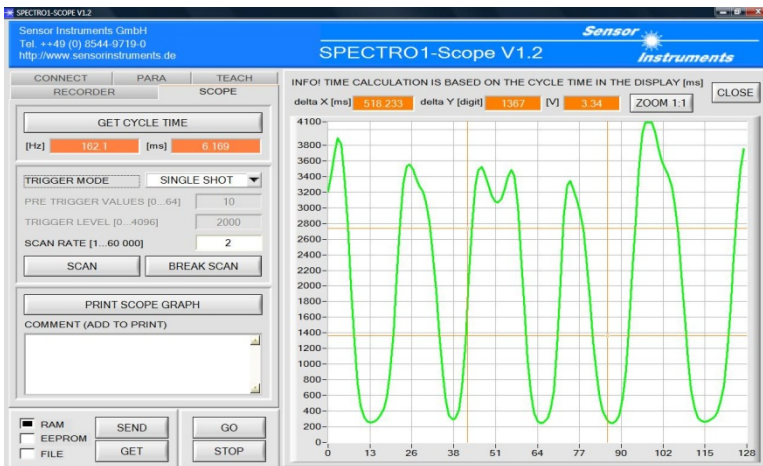 SPECTRO1-SCOPE V1.2
Sensor Instruments GmbH
Tel. ++49 (0) 8544-9719-0
http://www.sensorinstruments.de
SPECTRO1-Scope V1.2
Sensor
Instruments
CONNECT PARA TEACH
RECORDER SCOPE
GET CYCLE TIME
[Hz] 162.1 [ms] 6.169
TRIGGER MODE SINGLE SHOT
PRE TRIGGER VALUES [0...64] 10
TRIGGER LEVEL [0...4096] 2000
SCAN RATE [1...60 000] 2
SCAN BREAK SCAN
PRINT SCOPE GRAPH
COMMENT (ADD TO PRINT)
RAM
EEPROM
FILE
SEND
GET
GO
STOP
INFO! TIME CALCULATION IS BASED ON THE CYCLE TIME IN THE DISPLAY [ms]
CLOSE
delta X [ms] 518.233 delta Y [digit] 1367 [V] 3.34 ZOOM 1:1
4100
3800
3600
3400
3200
3000
2800
2600
2400
2200
2000
1800
1600
1400
1200
1000
800
600
400
200
0
0 13 26 38 51 64 77 90 102 115 128